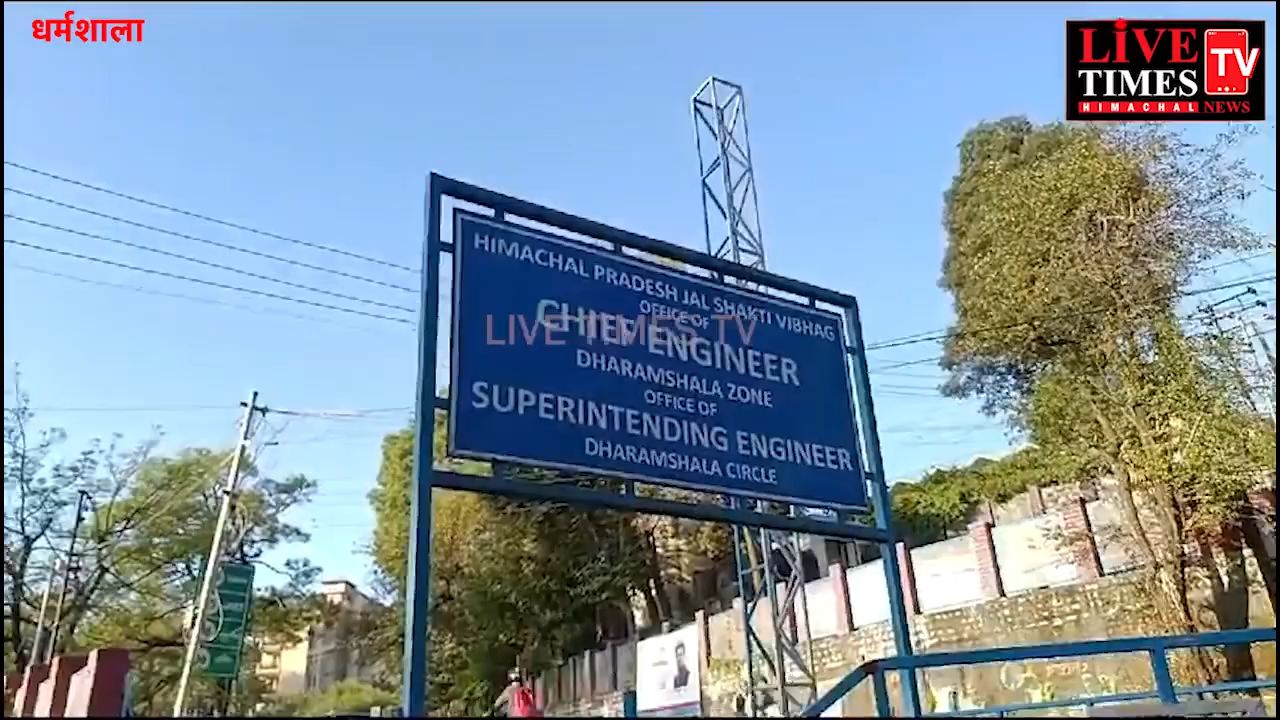 धर्मशाला
LIVE
TIMES
TV
HIMACHAL NEWS
HIMACHAL PRADESH JAL SHAKTI VIBHAG
OFFICE OF
CHIEF ENGINEER
LIVE TIMES TV
DHARAMSHALA ZONE
OFFICE OF
SUPERINTENDING ENGINEER
DHARAMSHALA CIRCLE